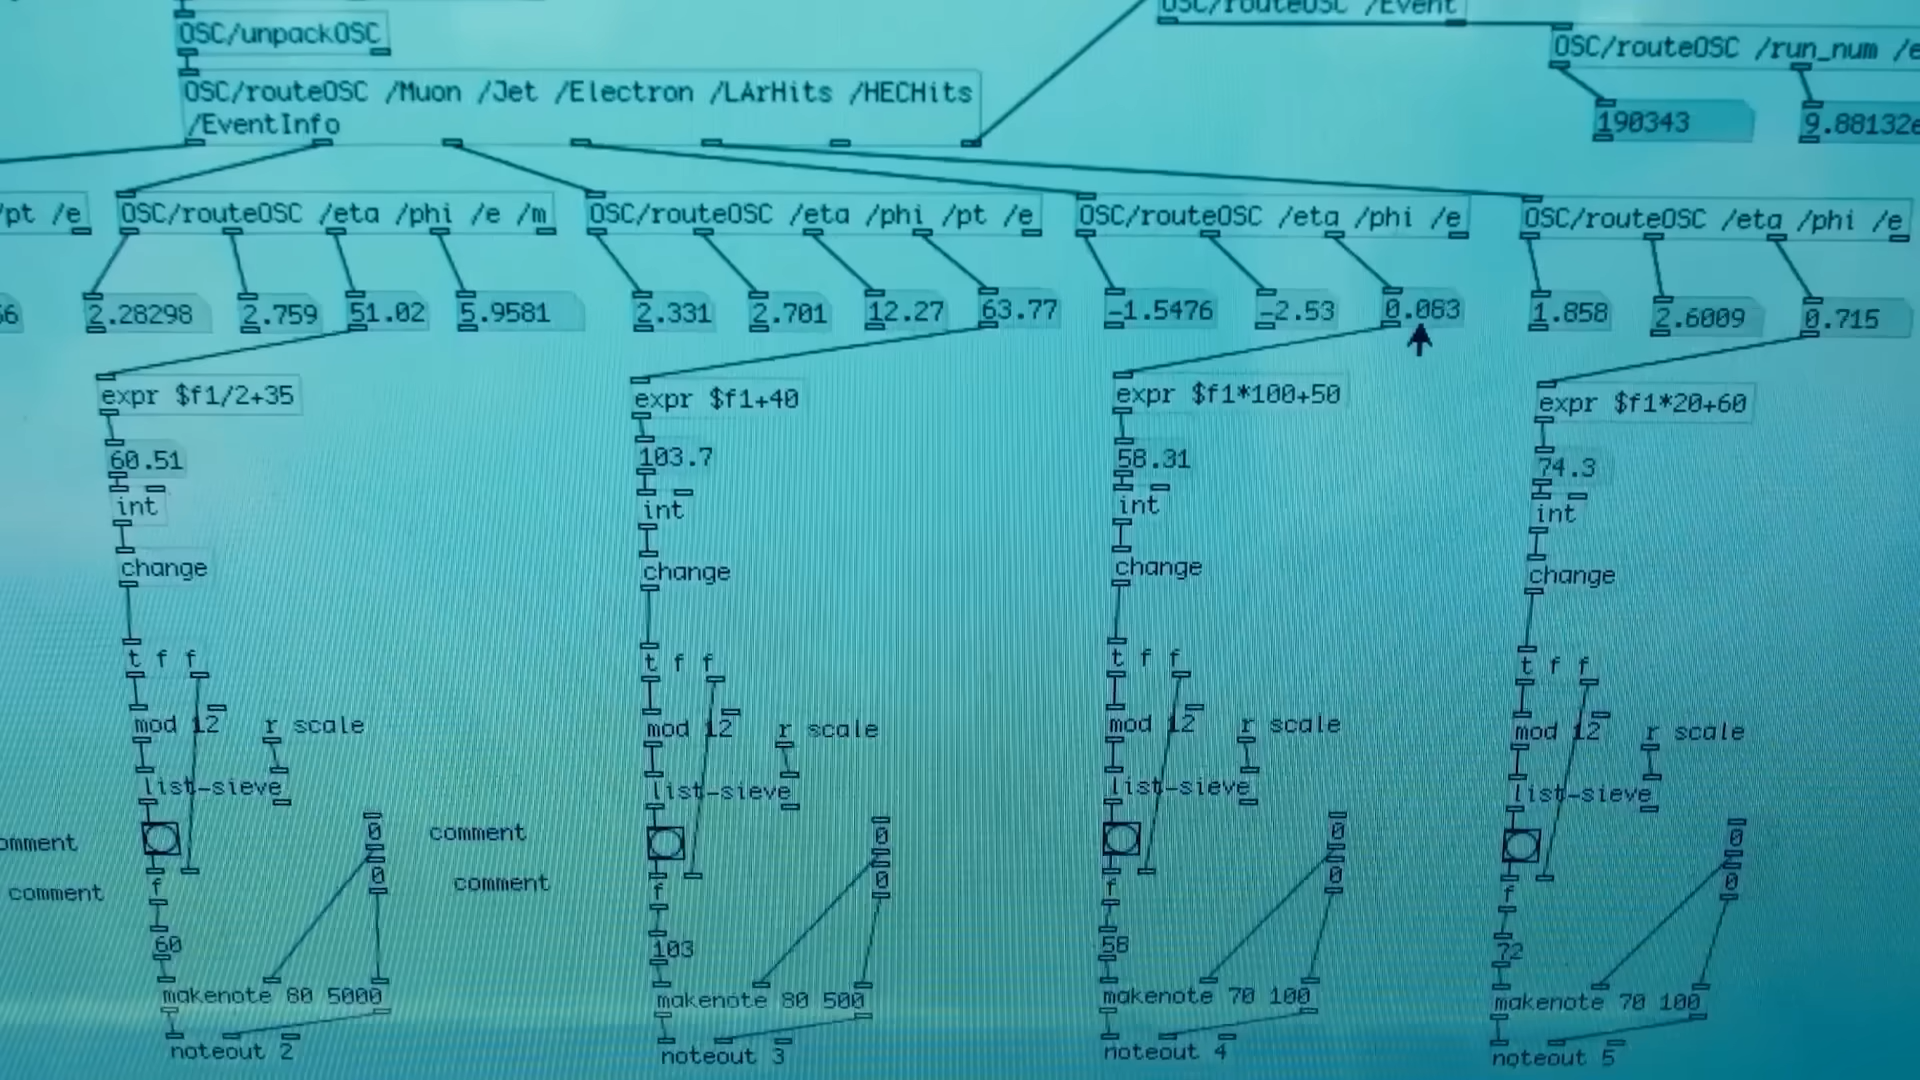 OSC/unpackOSC
OSC/routeOSC /Event
OSC/routeOSC /run_num /e
OSC/routeOSC /Muon /Jet /Electron /LArHits /HECHits
/EventInfo
190343
9.88132e
/pt /e
OSC/routeOSC /eta /phi /e /m
OSC/routeOSC /eta /phi /pt /e
OSC/routeOSC /eta /phi /e
OSC/routeOSC /eta /phi /e
6
2.28298
2.759
51.02
5.9581
2.331
2.701
12.27
63.77
-1.5476
-2.53
0.083
1.858
2.6009
0.715
expr $f1/2+35
expr $f1+40
expr $f1*100+50
expr $f1*20+60
60.51
103.7
58.31
74.3
int
int
int
int
change
change
change
change
t f f
t f f
t f f
t f f
mod 12
r scale
mod 12
r scale
mod 12
r scale
mod 12
r scale
list-sieve
list-sieve
list-sieve
list-sieve
0
0
0
0
omment
comment
0
0
0
0
comment
comment
f
f
f
f
60
103
58
72
makenote 80 5000
makenote 80 500
makenote 70 100
makenote 70 100
noteout 2
noteout 3
noteout 4
noteout 5